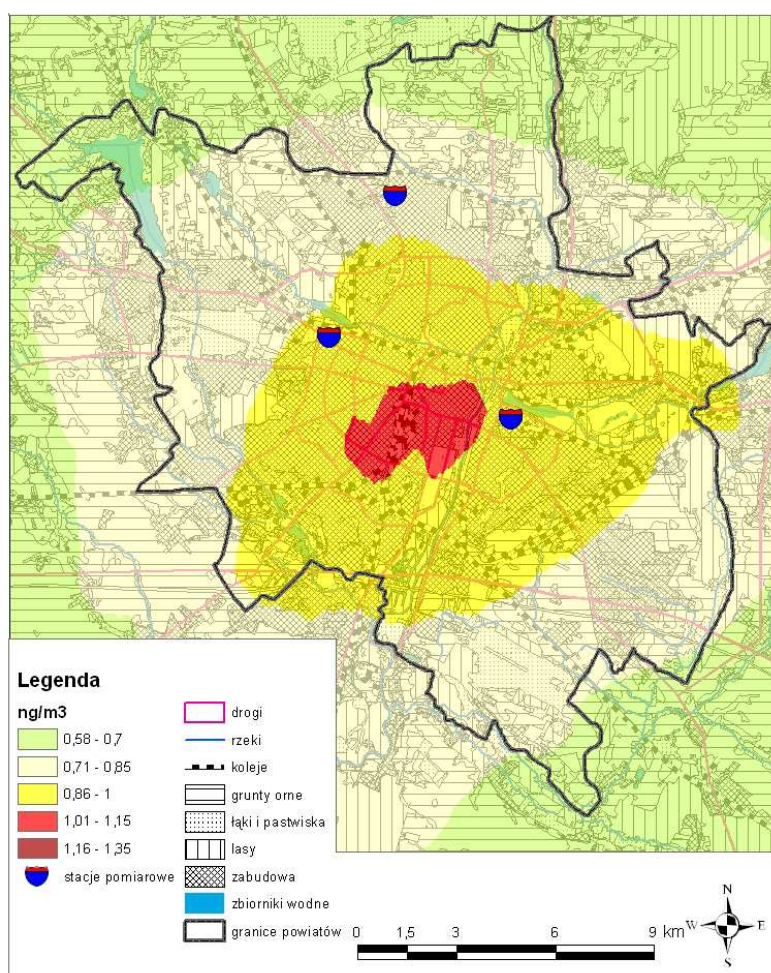 Legenda
ng/m3
0,58 - 0,7
0,71 - 0,85
0,86 - 1
1,01 - 1,15
1,16 - 1,35
stacje pomiarowe
drogi
rzeki
koleje
grunty orne
łąki i pastwiska
lasy
zabudowa
zbiorniki wodne
granice powiatów
0 1,5 3 6 9 km
N
W E
S